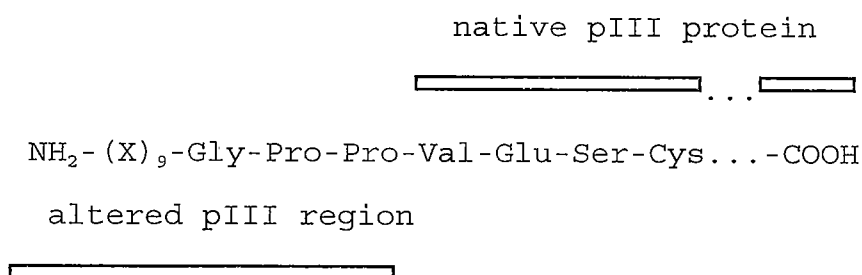 native pIII protein
...
NH₂-(X)₉-Gly-Pro-Pro-Val-Glu-Ser-Cys...-COOH
altered pIII region